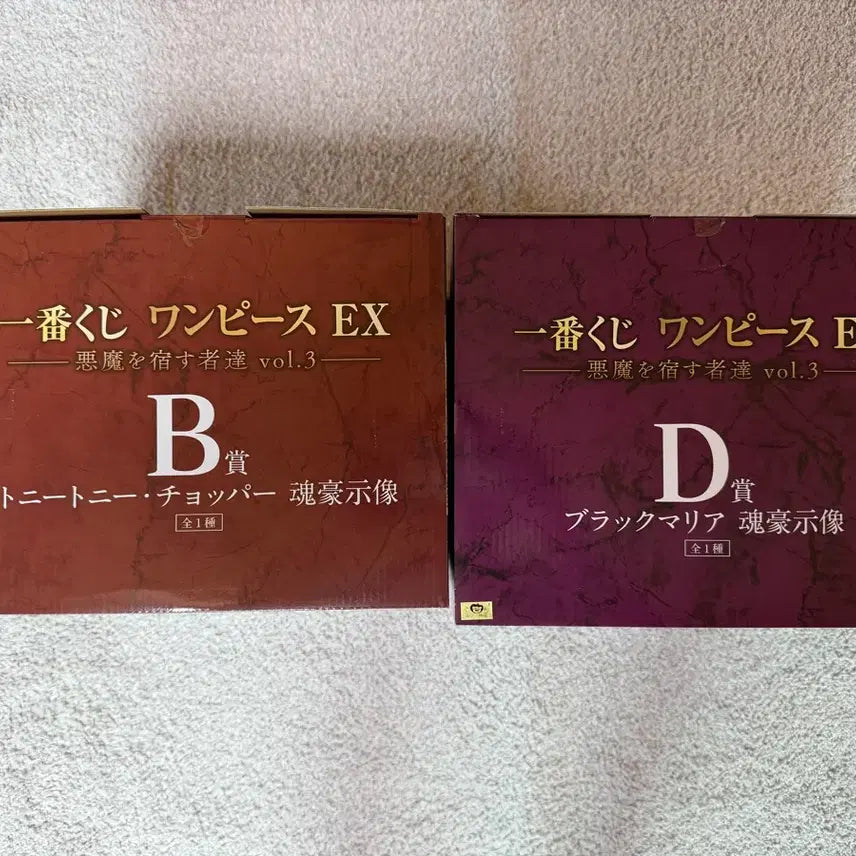 一番くじ ワンピース EX
悪魔を宿す者達 vol.3
B賞
トニートニー・チョッパー 魂豪示像
全1種
一番くじ ワンピース E
悪魔を宿す者達 vol.3
D賞
ブラックマリア 魂豪示像
全1種